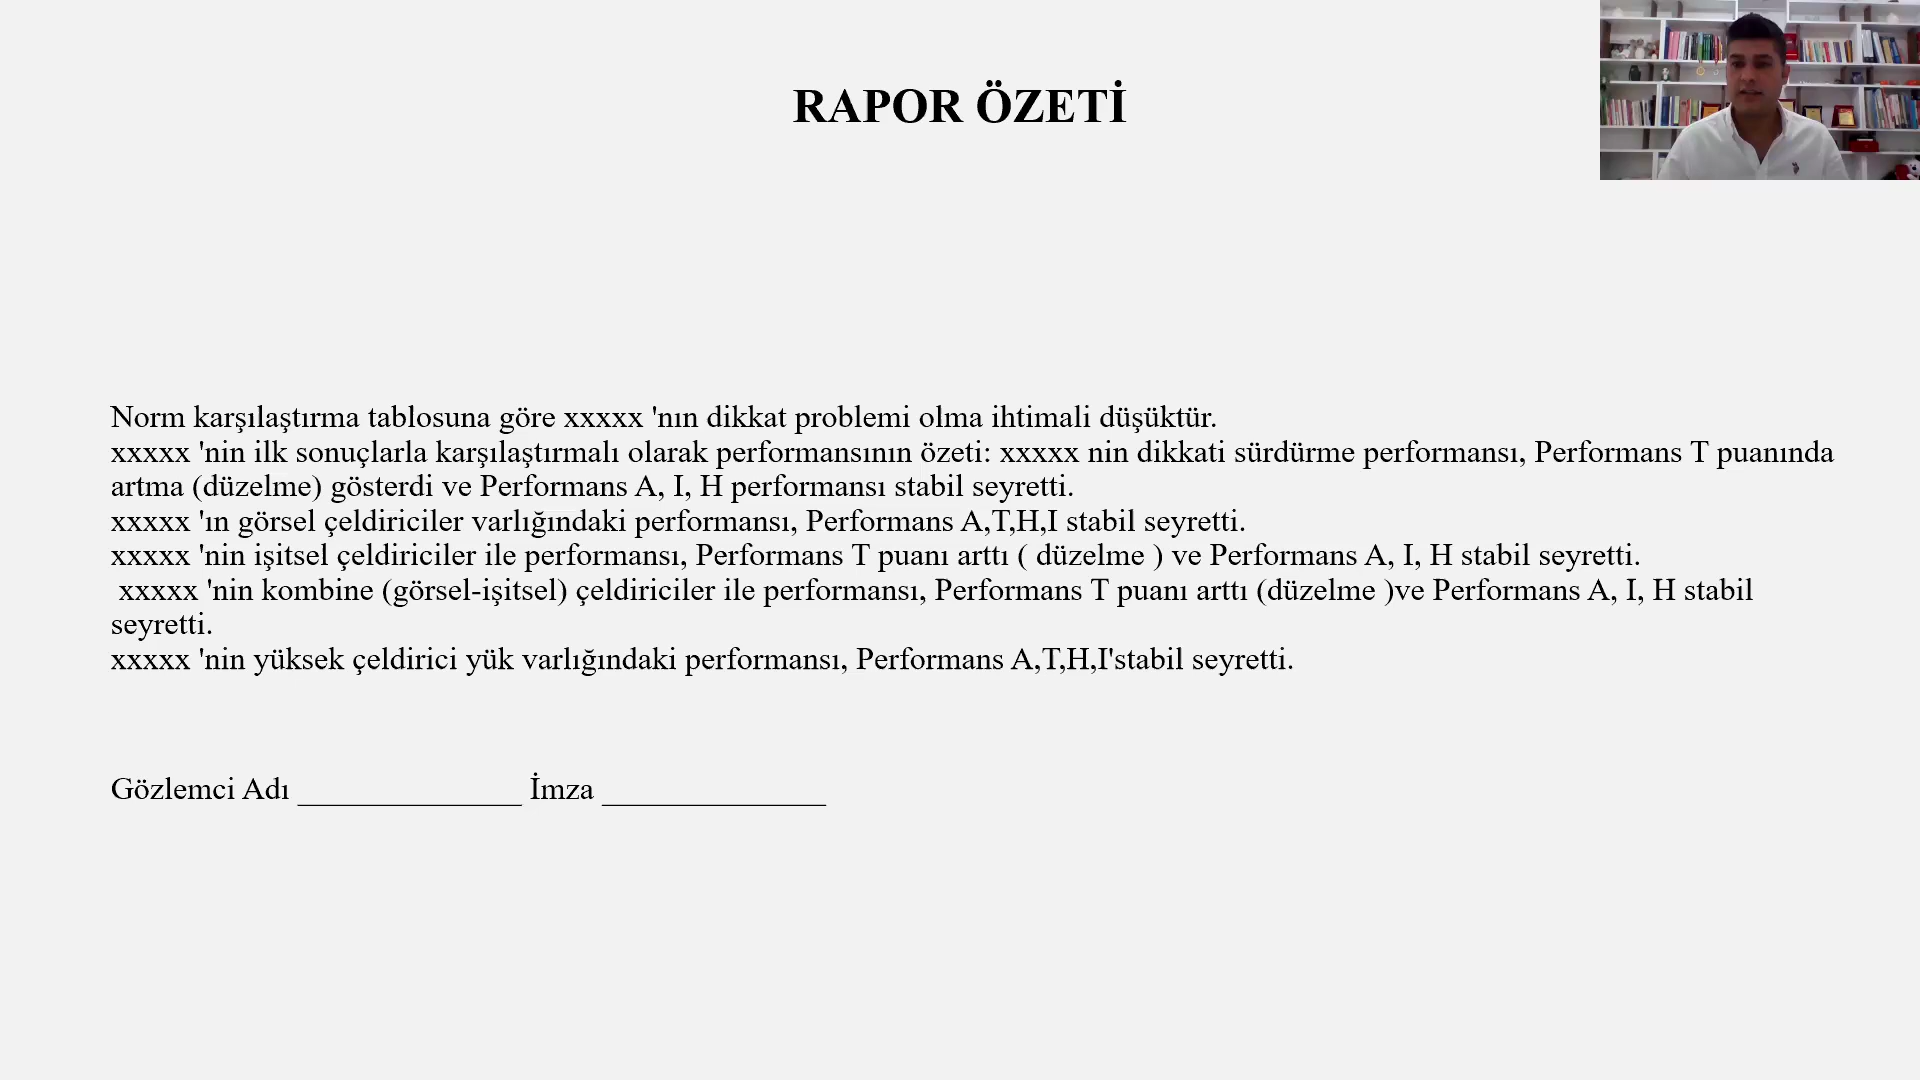 RAPOR ÖZETİ
Norm karşılaştırma tablosuna göre xxxxx 'nın dikkat problemi olma ihtimali düşüktür.
xxxxx 'nin ilk sonuçlarla karşılaştırmalı olarak performansının özeti: xxxxx nin dikkati sürdürme performansı, Performans T puanında
artma (düzelme) gösterdi ve Performans A, I, H performansı stabil seyretti.
xxxxx 'ın görsel çeldiriciler varlığındaki performansı, Performans A,T,H,I stabil seyretti.
xxxxx 'nin işitsel çeldiriciler ile performansı, Performans T puanı arttı ( düzelme ) ve Performans A, I, H stabil seyretti.
xxxxx 'nin kombine (görsel-işitsel) çeldiriciler ile performansı, Performans T puanı arttı (düzelme )ve Performans A, I, H stabil
seyretti.
xxxxx 'nin yüksek çeldirici yük varlığındaki performansı, Performans A,T,H,I'stabil seyretti.
Gözlemci Adı ______________ İmza ______________